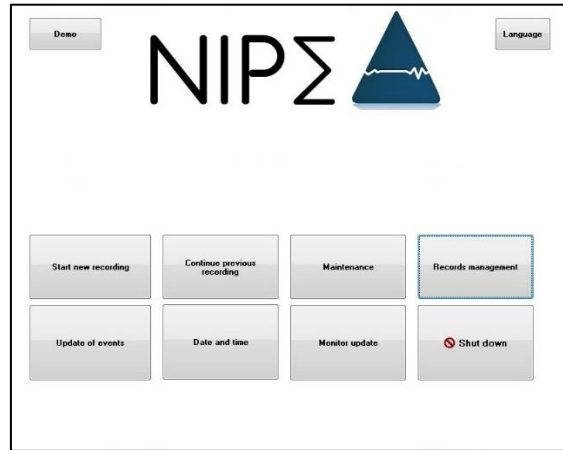 Demo
NIPΣ
Language
Start new recording
Continue previous
recording
Maintenance
Records management
Update of events
Date and time
Monitor update
Shut down